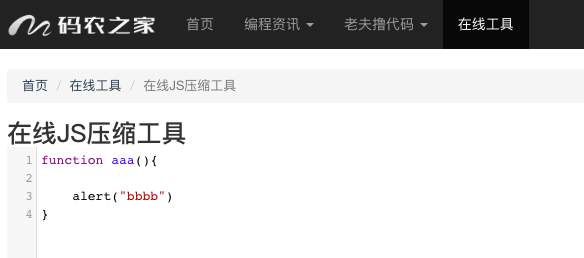 码农之家 首页 编程资讯 老夫撸代码 在线工具
首页 / 在线工具 / 在线JS压缩工具
在线JS压缩工具
1 function aaa(){
2
3 alert("bbbb")
4 }